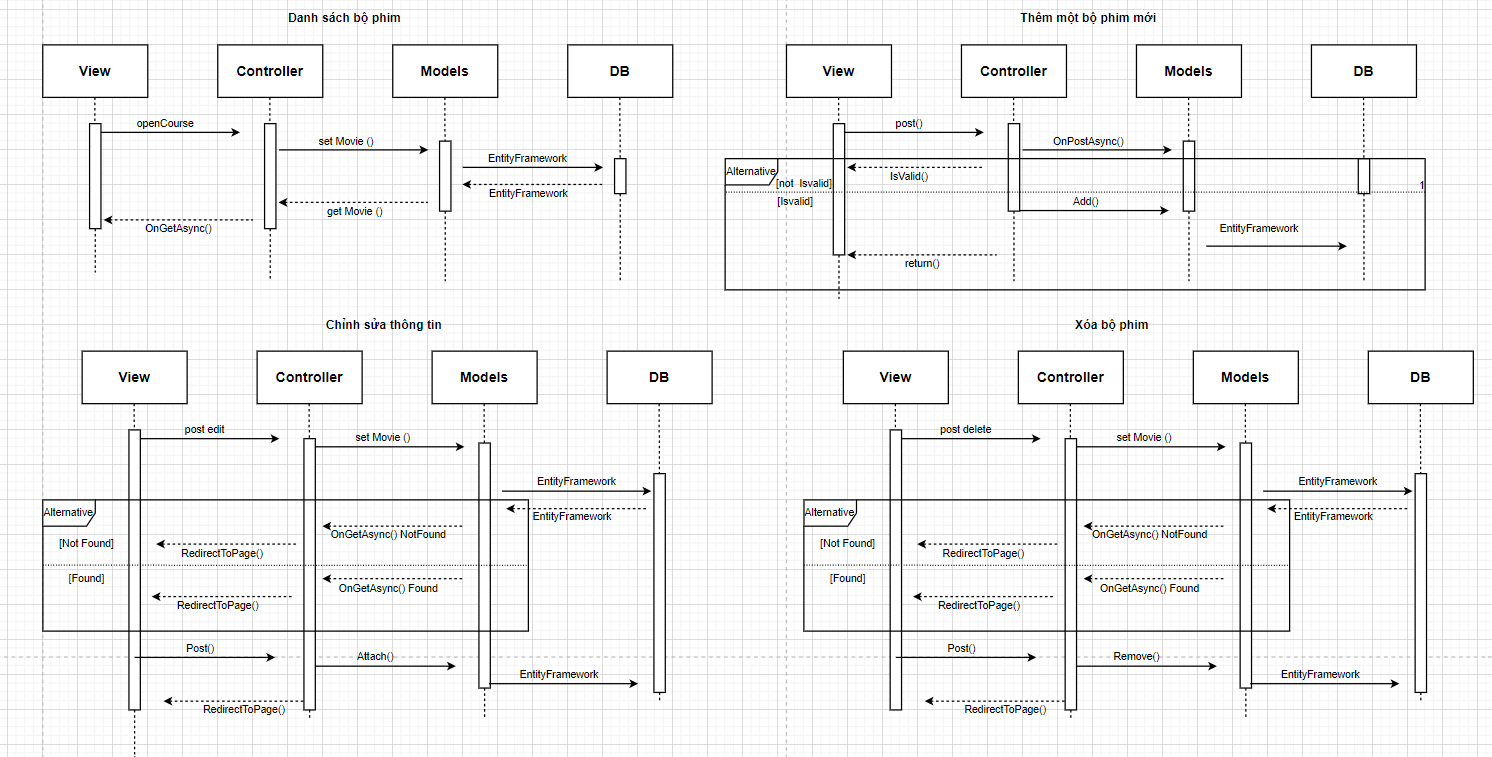 Danh sách bộ phim
View
Controller
Models
DB
openCourse
set Movie ()
EntityFramework
EntityFramework
get Movie ()
OnGetAsync()
Thêm một bộ phim mới
View
Controller
Models
DB
post()
OnPostAsync()
Alternative
IsValid()
[not Isvalid]
1
[Isvalid]
Add()
EntityFramework
return()
Chỉnh sửa thông tin
View
Controller
Models
DB
post edit
set Movie ()
EntityFramework
Alternative
EntityFramework
OnGetAsync() NotFound
[Not Found]
RedirectToPage()
[Found]
OnGetAsync() Found
RedirectToPage()
Post()
Attach()
EntityFramework
RedirectToPage()
Xóa bộ phim
View
Controller
Models
DB
post delete
set Movie ()
EntityFramework
Alternative
EntityFramework
OnGetAsync() NotFound
[Not Found]
RedirectToPage()
[Found]
OnGetAsync() Found
RedirectToPage()
Post()
Remove()
EntityFramework
RedirectToPage()